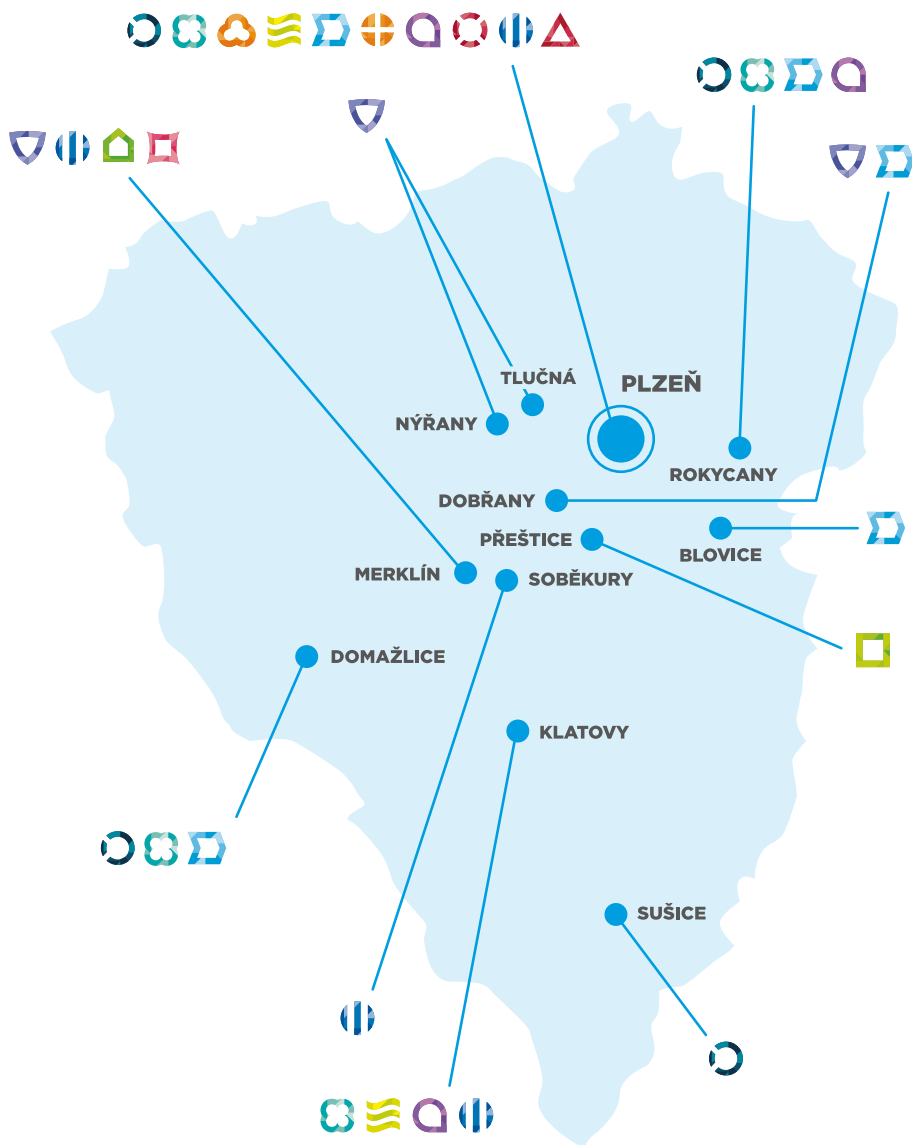 TLUČNÁ
PLZEŇ
NÝŘANY
ROKYCANY
DOBŘANY
PŘEŠTICE
BLOVICE
MERKLÍN
SOBĚKURY
DOMAŽLICE
KLATOVY
SUŠICE